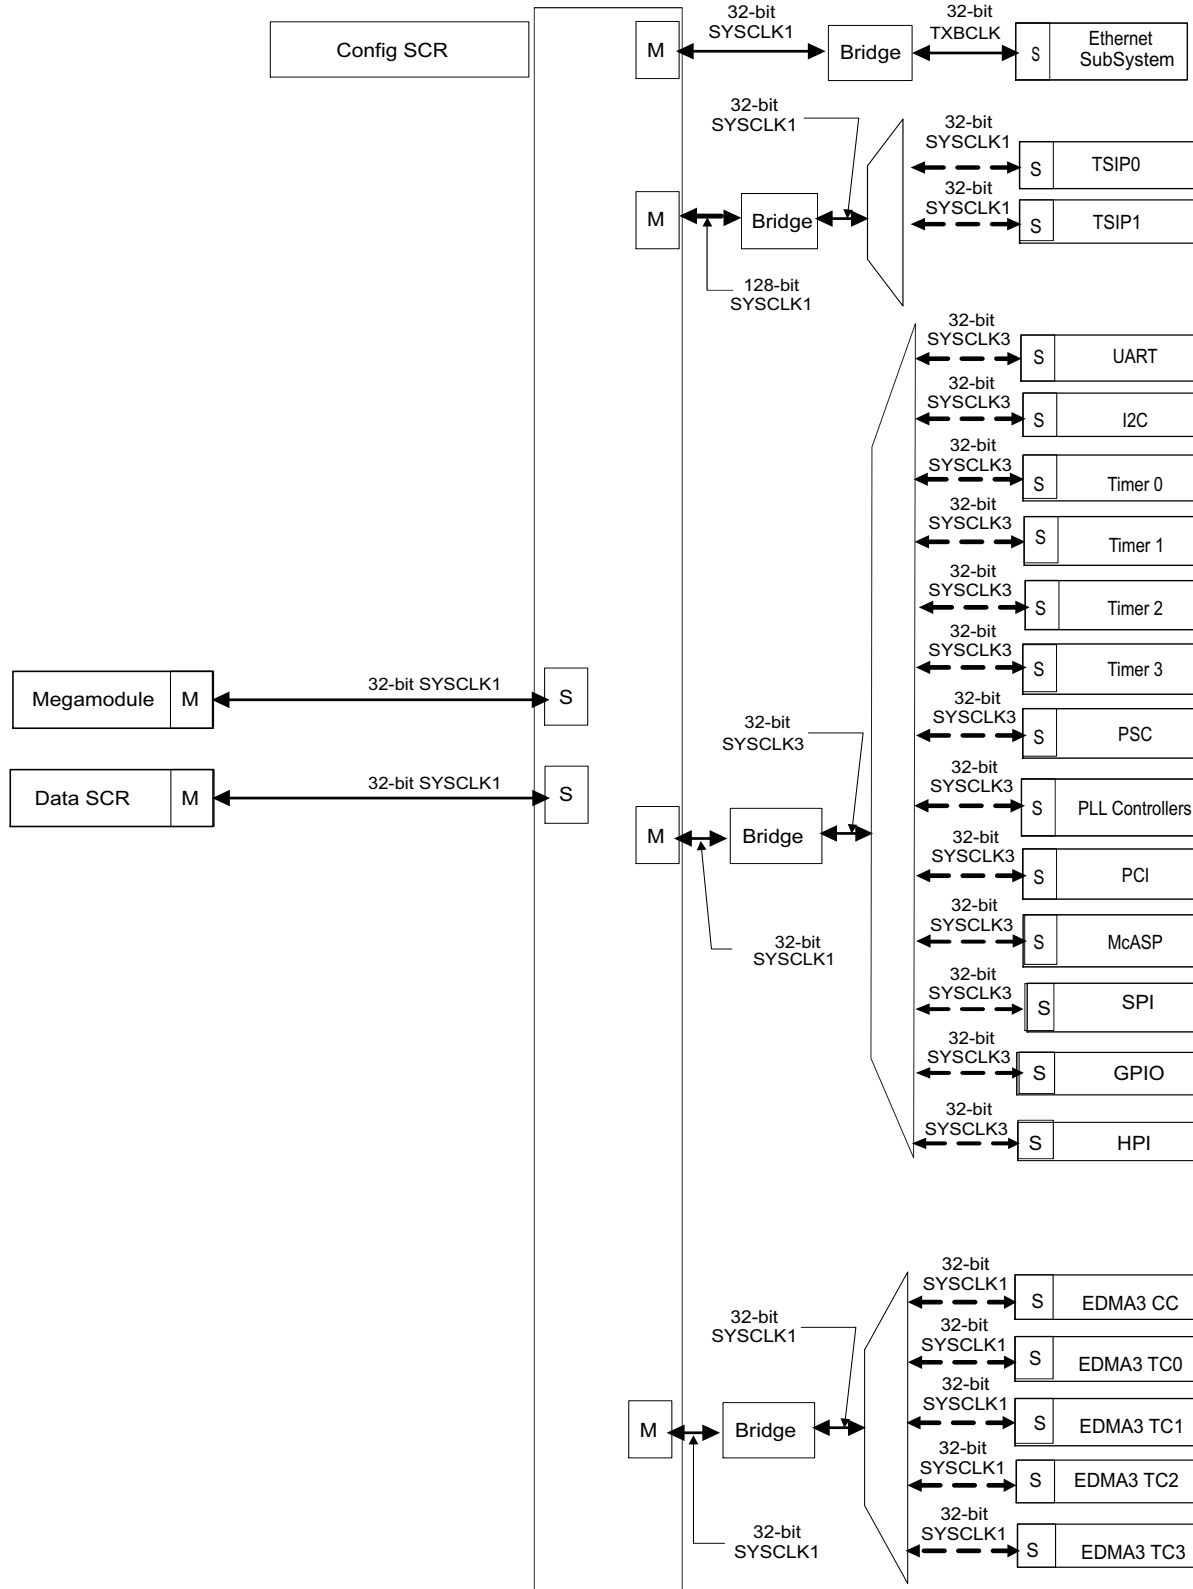 Config SCR
M
32-bit
SYSCLK1
Bridge
32-bit
TXBCLK
S
Ethernet
SubSystem
32-bit
SYSCLK1
M
Bridge
128-bit
SYSCLK1
32-bit
SYSCLK1
S
TSIP0
32-bit
SYSCLK1
S
TSIP1
32-bit
SYSCLK3
S
UART
32-bit
SYSCLK3
S
I2C
32-bit
SYSCLK3
S
Timer 0
32-bit
SYSCLK3
S
Timer 1
32-bit
SYSCLK3
S
Timer 2
32-bit
SYSCLK3
S
Timer 3
Megamodule
M
32-bit SYSCLK1
S
32-bit
SYSCLK3
32-bit
SYSCLK3
S
PSC
Data SCR
M
32-bit SYSCLK1
S
32-bit
SYSCLK3
S
PLL Controllers
M
Bridge
32-bit
SYSCLK1
32-bit
SYSCLK3
S
PCI
32-bit
SYSCLK3
S
McASP
32-bit
SYSCLK3
S
SPI
32-bit
SYSCLK3
S
GPIO
32-bit
SYSCLK3
S
HPI
32-bit
SYSCLK1
S
EDMA3 CC
32-bit
SYSCLK1
32-bit
SYSCLK1
S
EDMA3 TC0
M
Bridge
32-bit
SYSCLK1
32-bit
SYSCLK1
S
EDMA3 TC1
32-bit
SYSCLK1
S
EDMA3 TC2
32-bit
SYSCLK1
S
EDMA3 TC3